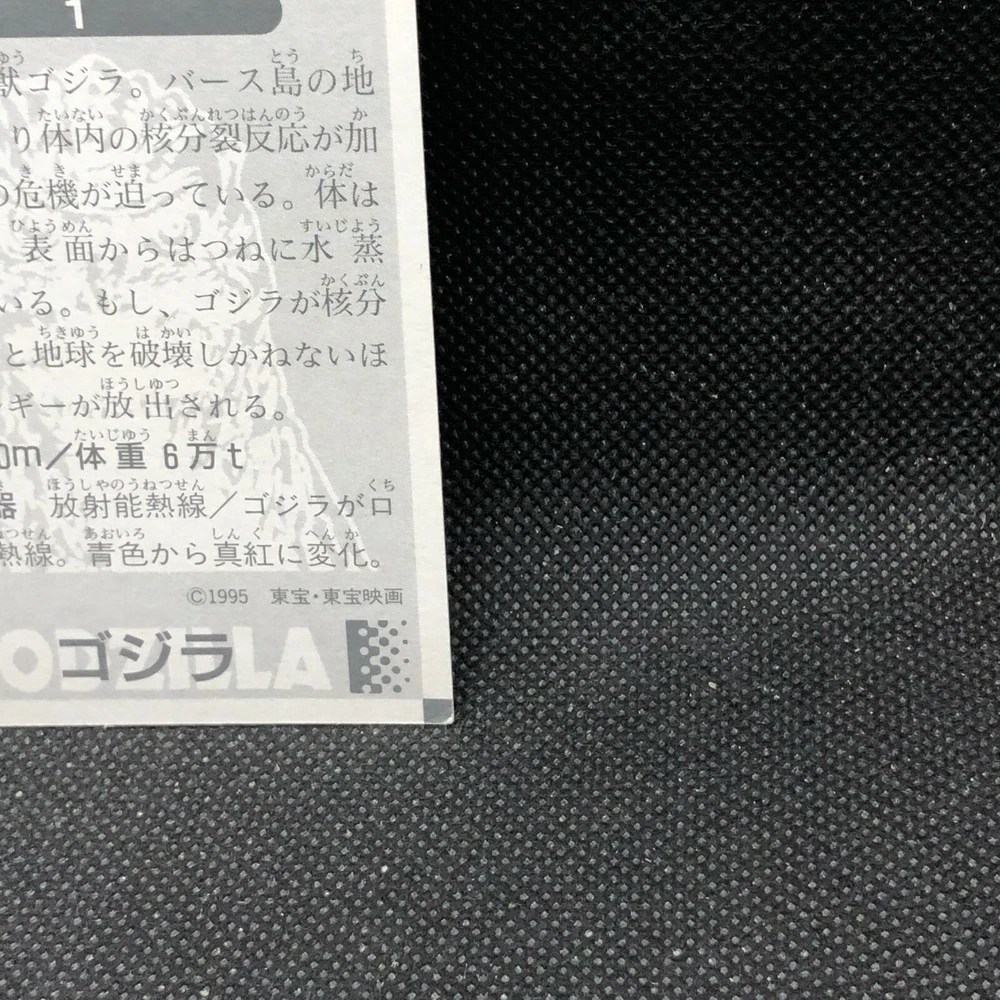 1
獣ゴジラ。バース島の地
り体内の核分裂反応が加
の危機が迫っている。体は
表面からはつねに水蒸
いる。もし、ゴジラが核分
と地球を破壊しかねないほ
ギーが放出される。
0m/体重6万t
器 放射能熱線/ゴジラが口
熱線。青色から真紅に変化。
©1995 東宝・東宝映画
ゴジラ